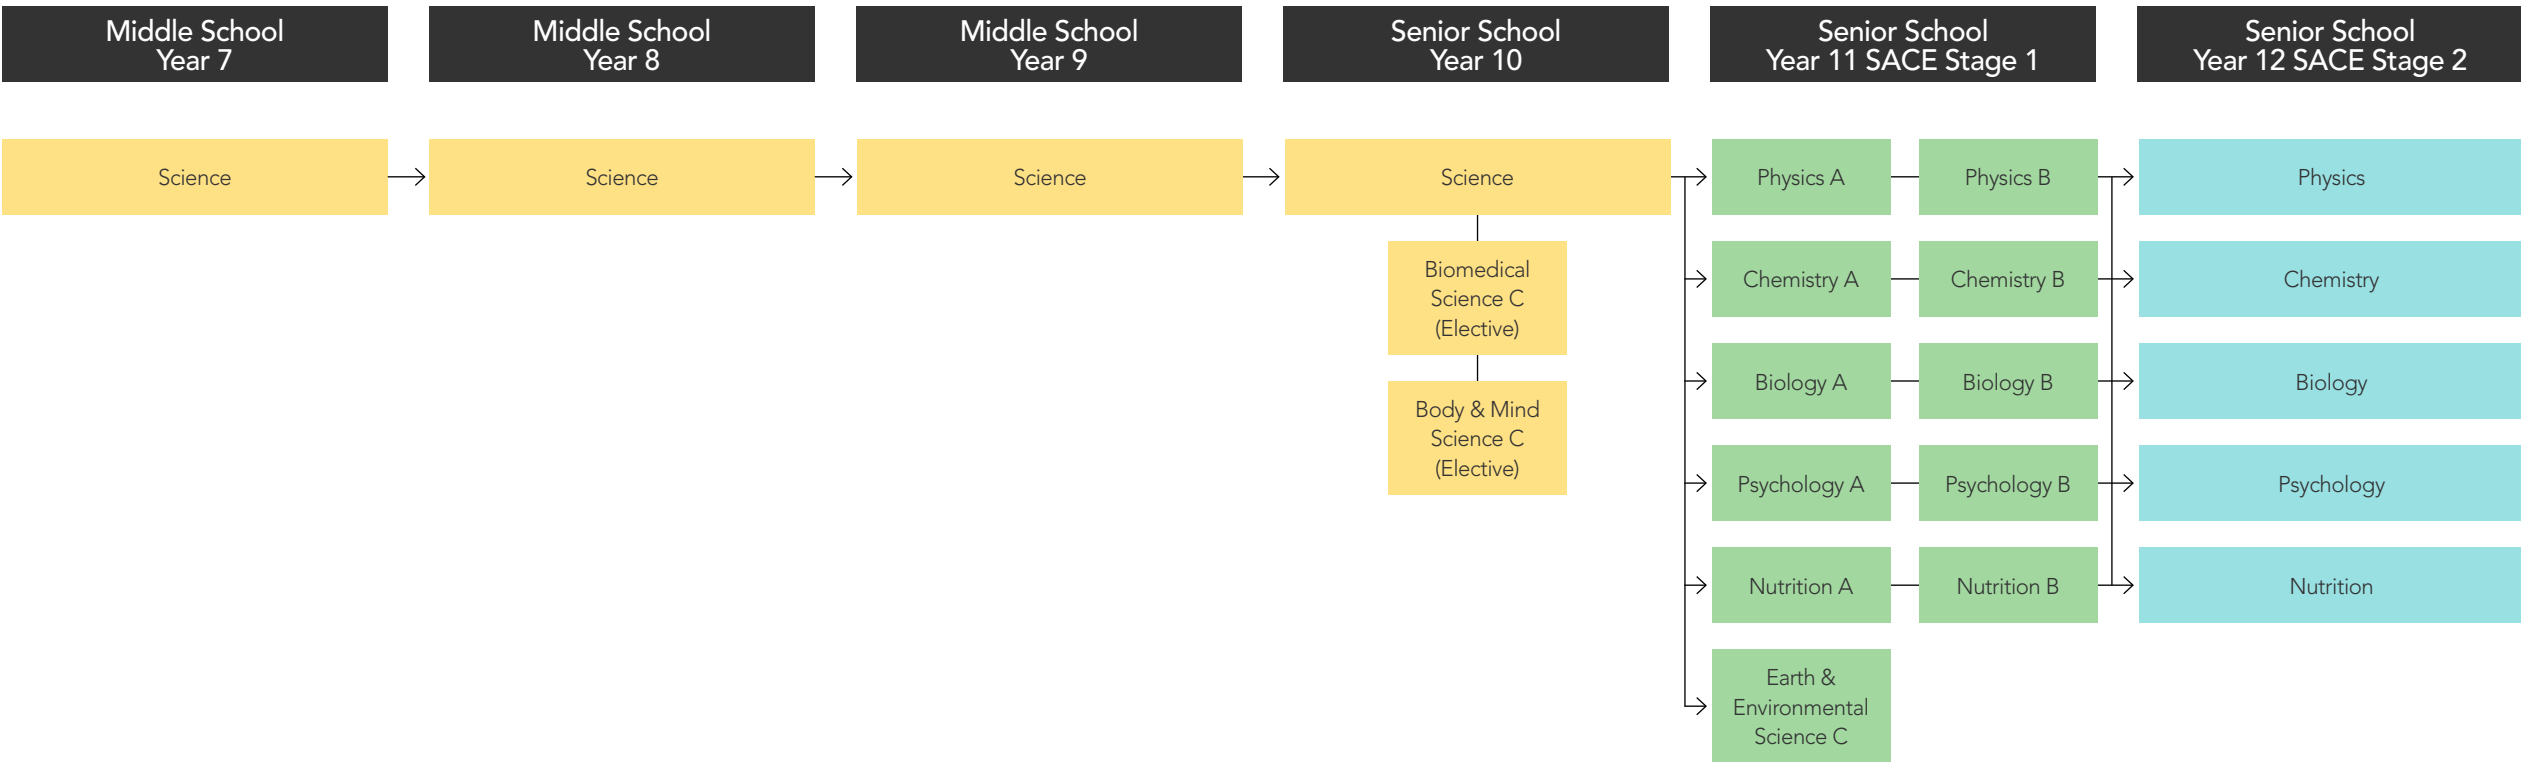 Middle School
Year 7
Middle School
Year 8
Middle School
Year 9
Senior School
Year 10
Senior School
Year 11 SACE Stage 1
Senior School
Year 12 SACE Stage 2
Science
Science
Science
Science
Physics A
Physics B
Physics
Biomedical
Science C
(Elective)
Chemistry A
Chemistry B
Chemistry
Body & Mind
Science C
(Elective)
Biology A
Biology B
Biology
Psychology A
Psychology B
Psychology
Nutrition A
Nutrition B
Nutrition
Earth &
Environmental
Science C